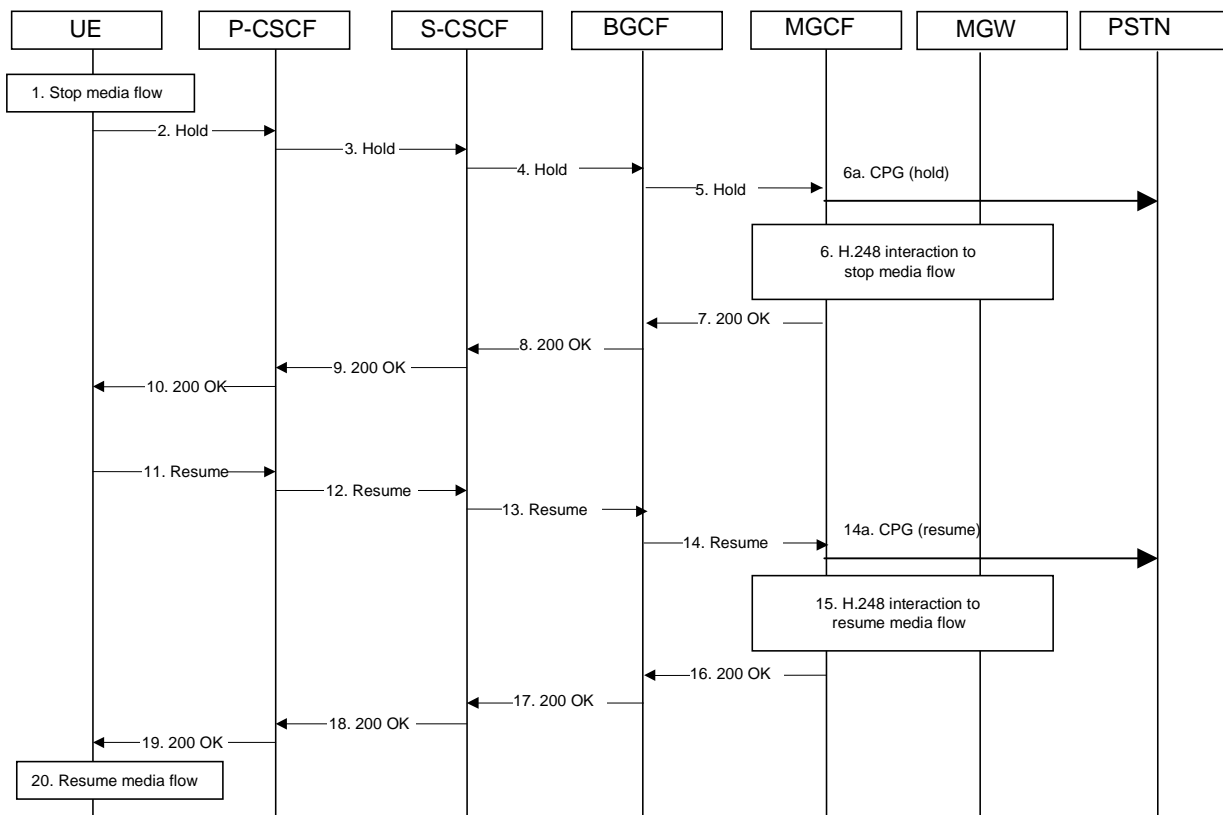 UE
P-CSCF
S-CSCF
BGCF
MGCF
MGW
PSTN
1. Stop media flow
2. Hold
3. Hold
4. Hold
5. Hold
6a. CPG (hold)
6. H.248 interaction to
stop media flow
7. 200 OK
8. 200 OK
9. 200 OK
10. 200 OK
11. Resume
12. Resume
13. Resume
14. Resume
14a. CPG (resume)
15. H.248 interaction to
resume media flow
16. 200 OK
17. 200 OK
18. 200 OK
19. 200 OK
20. Resume media flow